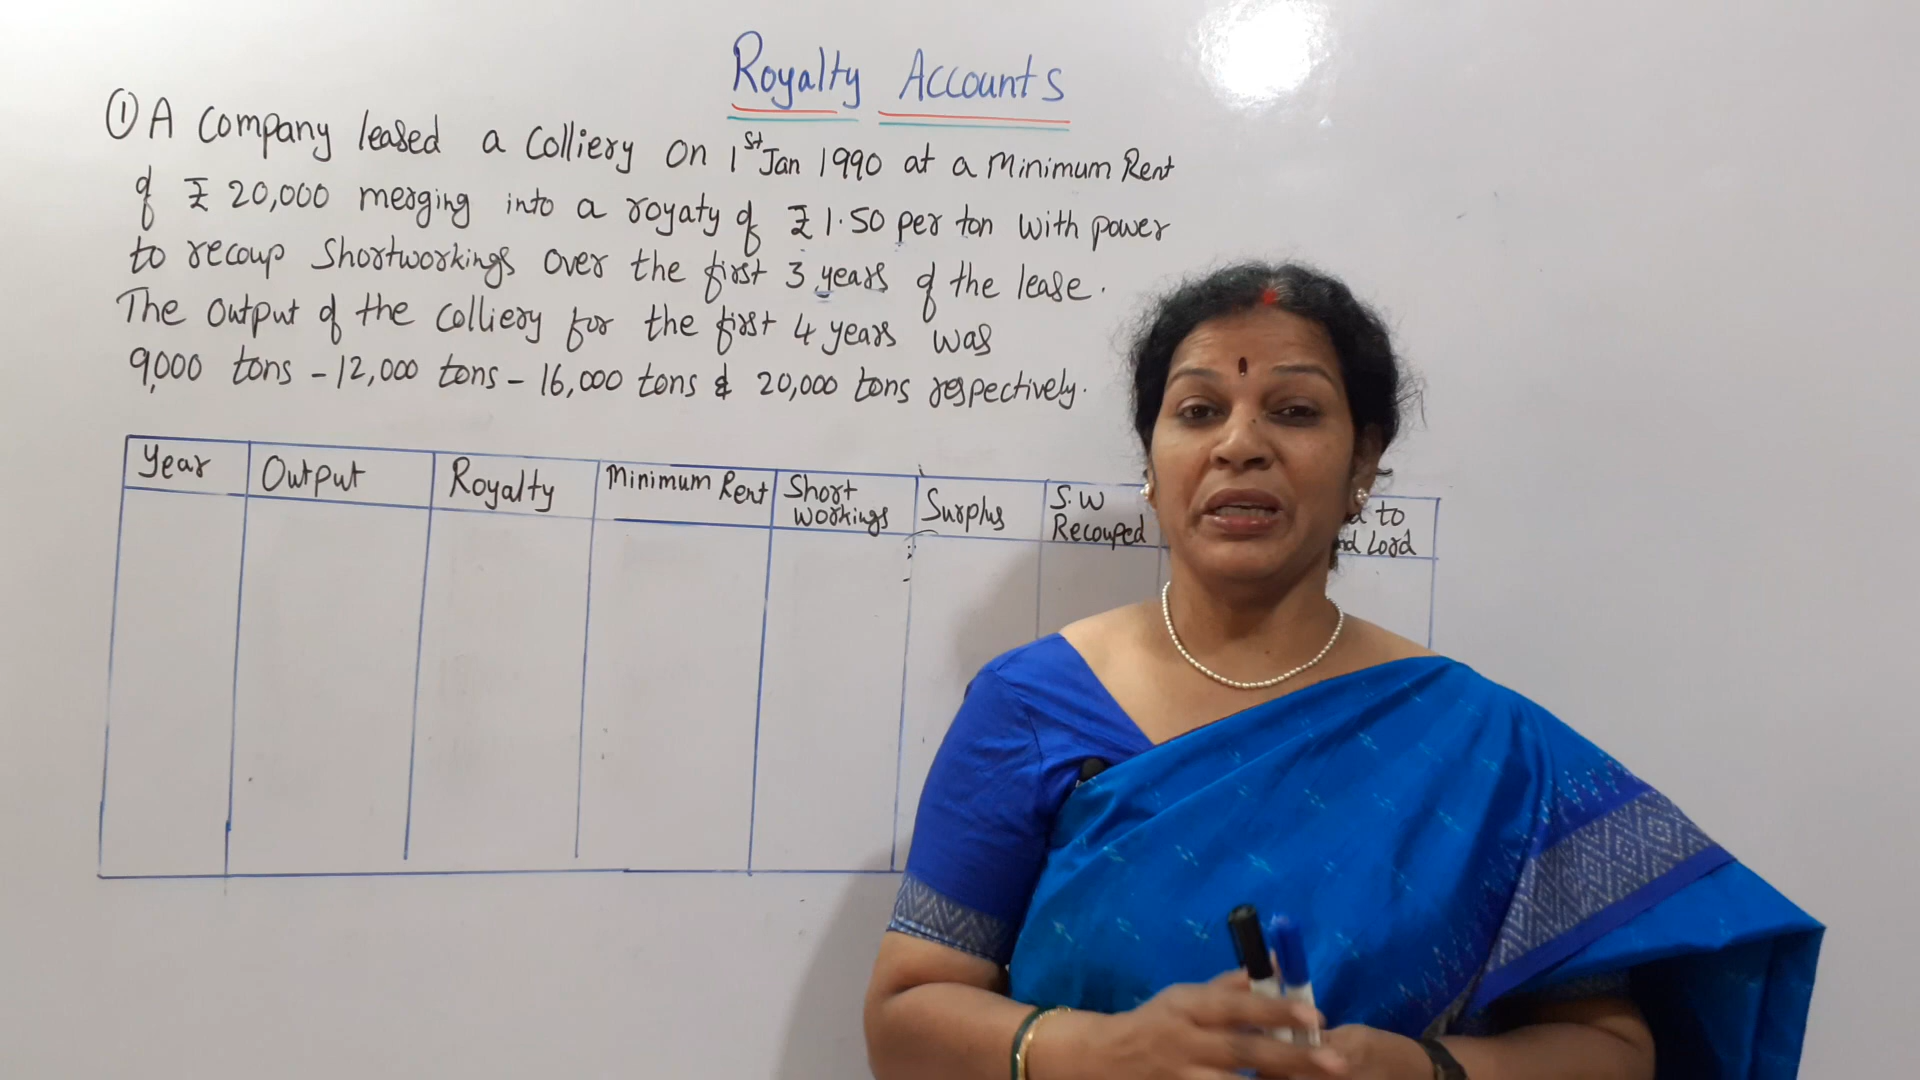 Royalty Accounts
① A Company leased a Colliery on 1st Jan 1990 at a Minimum Rent
of ₹ 20,000 merging into a royaty of ₹ 1.50 per ton with power
to recoup Shortworkings over the first 3 years of the lease.
The Output of the Colliery for the first 4 years was
9,000 tons - 12,000 tons - 16,000 tons & 20,000 tons respectively.
Year Output Royalty Minimum Rent Short Workings Surplus S.W Recouped to Lord